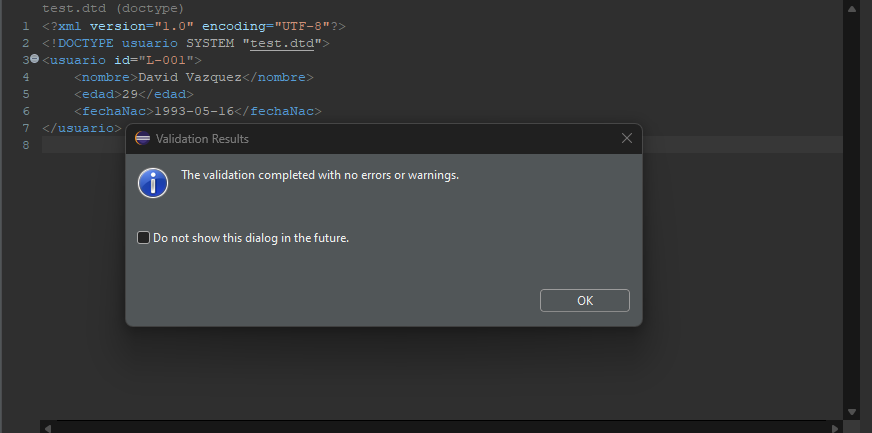 test.dtd (doctype)
1 <?xml version="1.0" encoding="UTF-8"?>
2 <!DOCTYPE usuario SYSTEM "test.dtd">
3 <usuario id="L-001">
4 <nombre>David Vazquez</nombre>
5 <edad>29</edad>
6 <fechaNac>1993-05-16</fechaNac>
7 </usuario>
8
Validation Results
The validation completed with no errors or warnings.
Do not show this dialog in the future.
OK